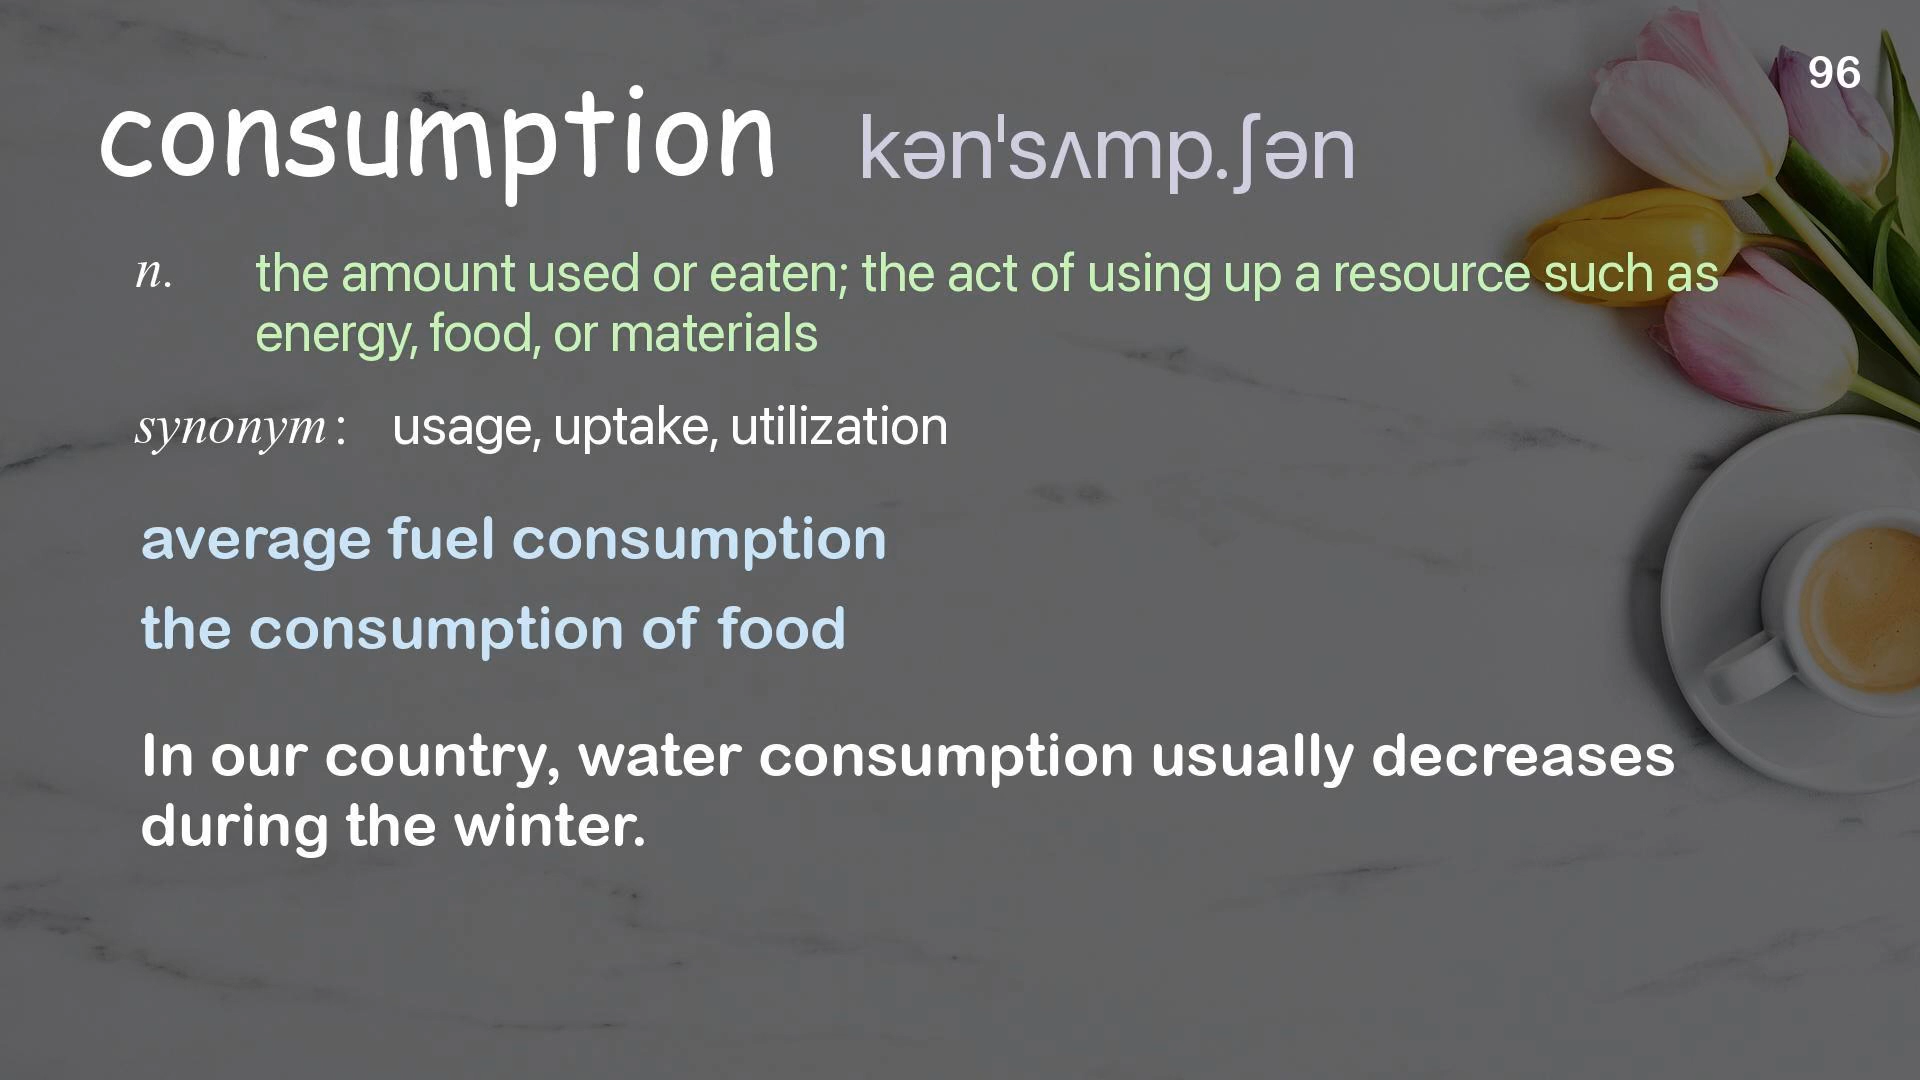 96
consumption kən'sʌmp.ʃən
n. the amount used or eaten; the act of using up a resource such as
energy, food, or materials
synonym: usage, uptake, utilization
average fuel consumption
the consumption of food
In our country, water consumption usually decreases
during the winter.